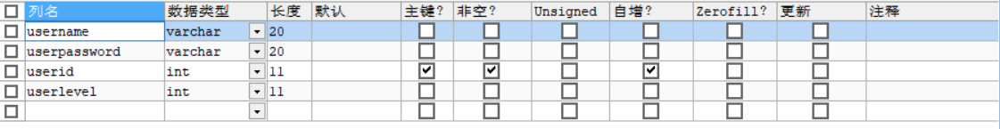 列名 数据类型 长度 默认 主键? 非空? Unsigned 自增? Zerofill? 更新 注释
username varchar 20
userpassword varchar 20
userid int 11
userlevel int 11